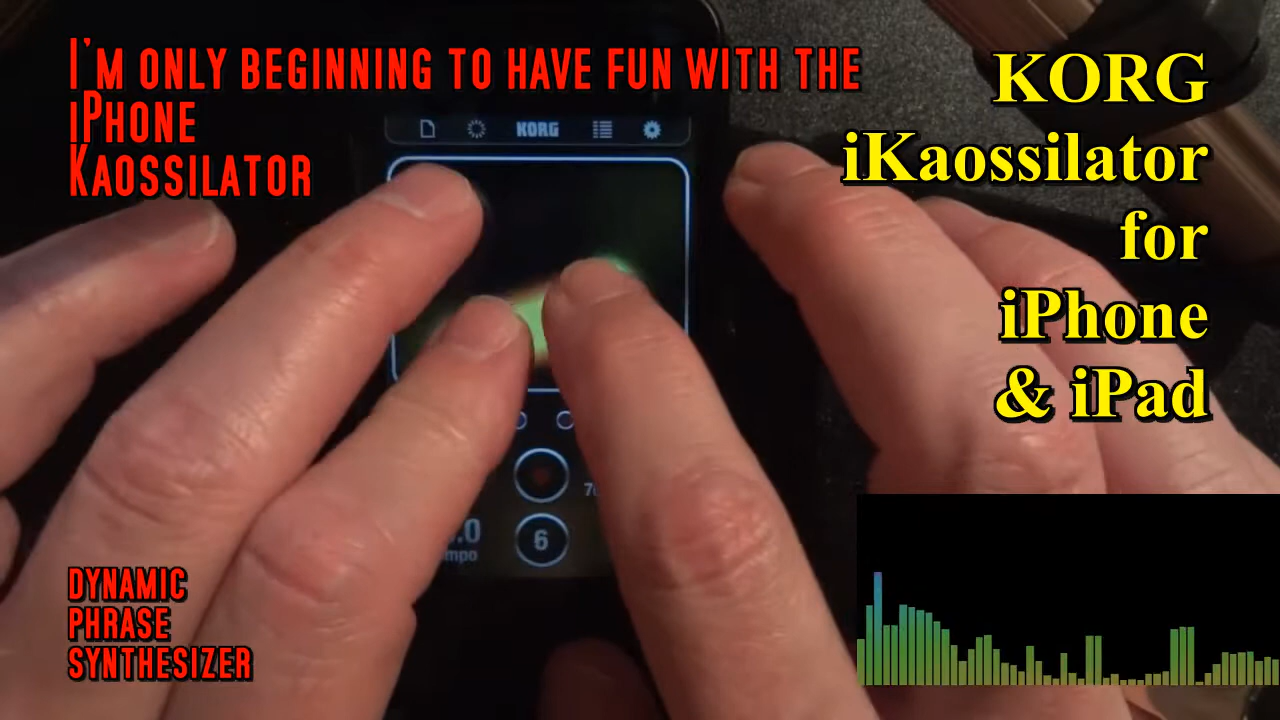 I'm only beginning to have fun with the
iPhone
Kaossilator
KORG
iKaossilator
for
iPhone
& iPad
KORG
6
dynamic
phrase
synthesizer